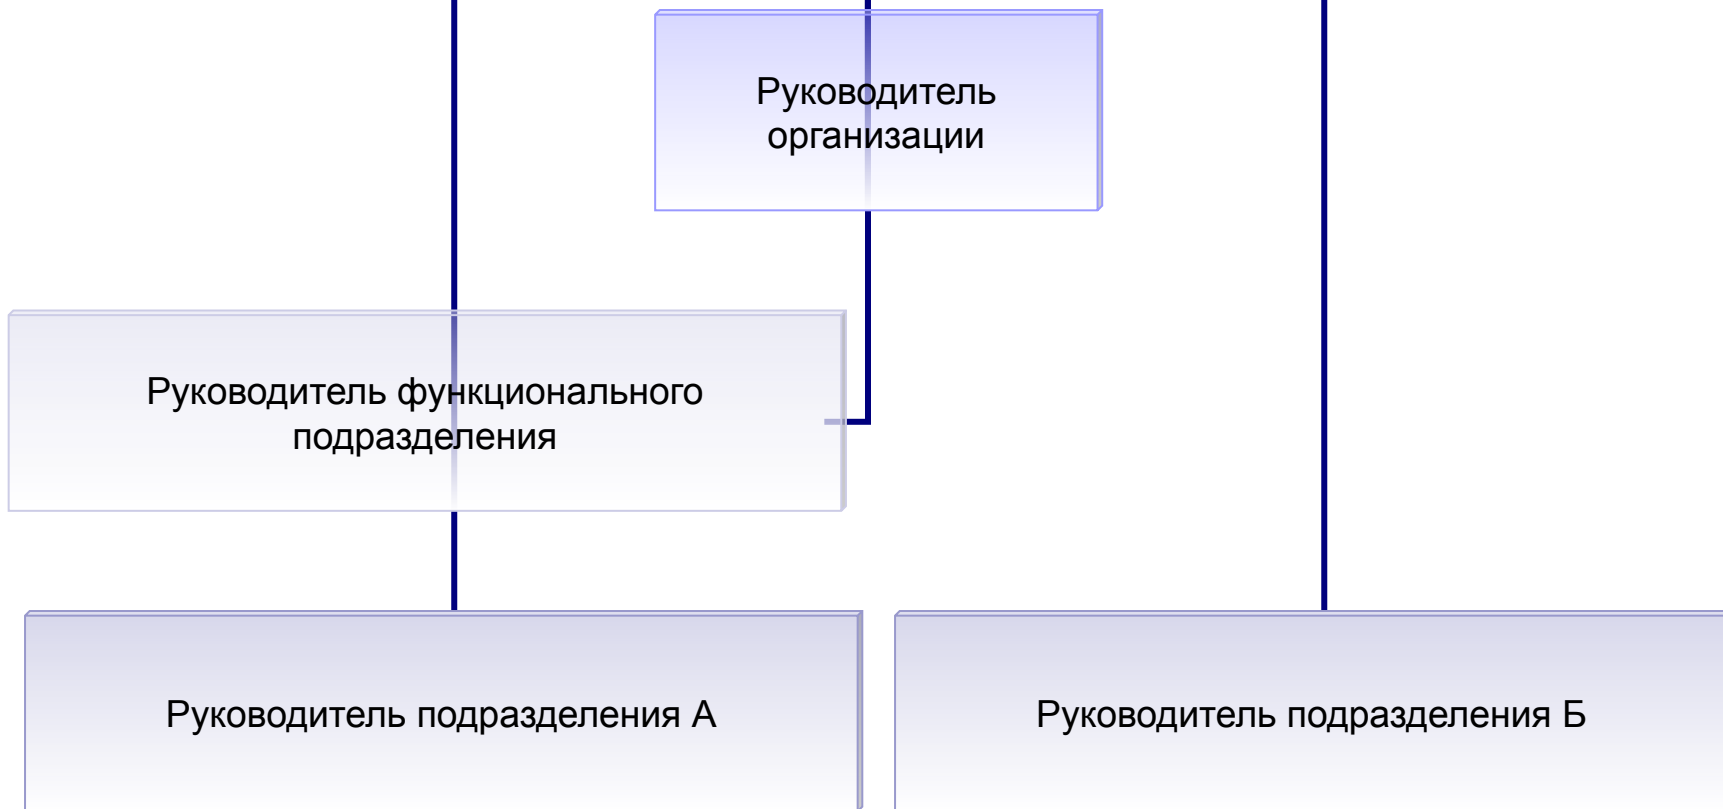 Руководитель
организации
Руководитель функционального
подразделения
Руководитель подразделения А
Руководитель подразделения Б